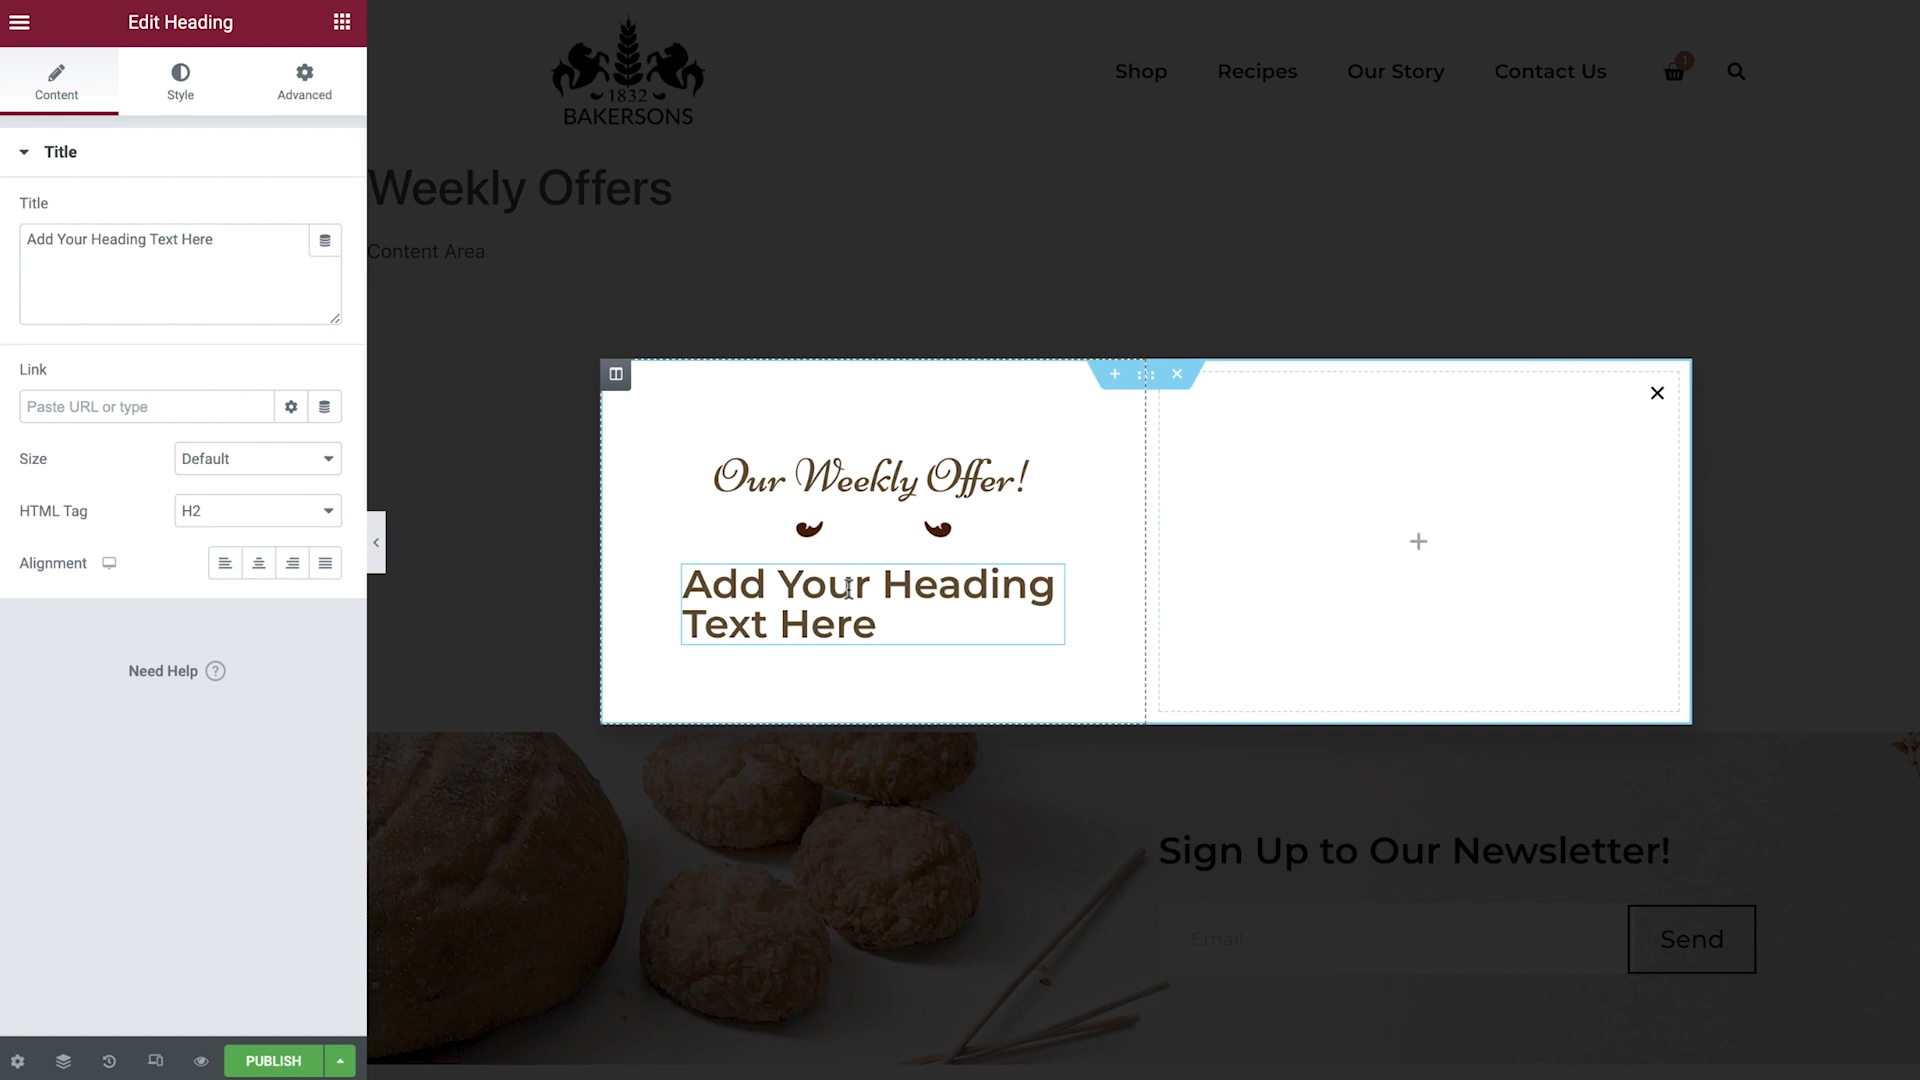 Edit Heading
Content
Style
Advanced
Title
Title
Add Your Heading Text Here
Link
Paste URL or type
Size
Default
HTML Tag
H2
Alignment
Need Help ?
PUBLISH
1832
BAKERSONS
Shop
Recipes
Our Story
Contact Us
1
Weekly Offers
Content Area
Our Weekly Offer!
Add Your Heading
Text Here
Sign Up to Our Newsletter!
Email
Send